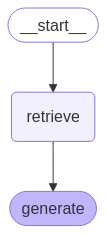 __start__
retrieve
generate